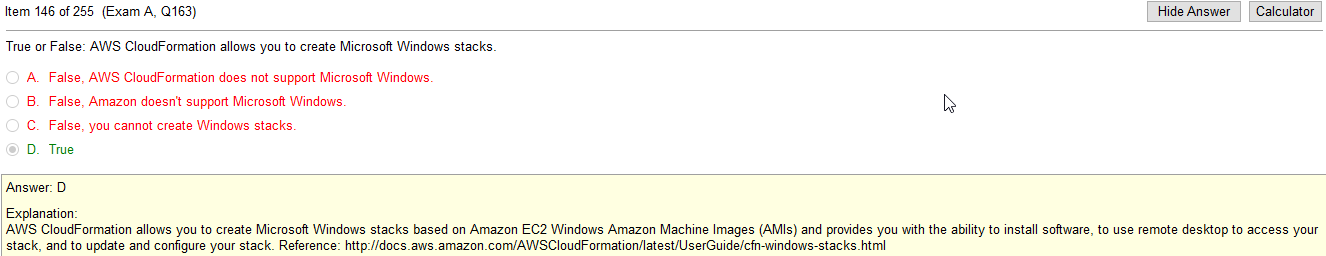 Item 146 of 255 (Exam A, Q163)
Hide Answer
Calculator
True or False: AWS CloudFormation allows you to create Microsoft Windows stacks.
A. False, AWS CloudFormation does not support Microsoft Windows.
B. False, Amazon doesn't support Microsoft Windows.
C. False, you cannot create Windows stacks.
D. True
Answer: D
Explanation:
AWS CloudFormation allows you to create Microsoft Windows stacks based on Amazon EC2 Windows Amazon Machine Images (AMIs) and provides you with the ability to install software, to use remote desktop to access your
stack, and to update and configure your stack. Reference: http://docs.aws.amazon.com/AWSCloudFormation/latest/UserGuide/cfn-windows-stacks.html